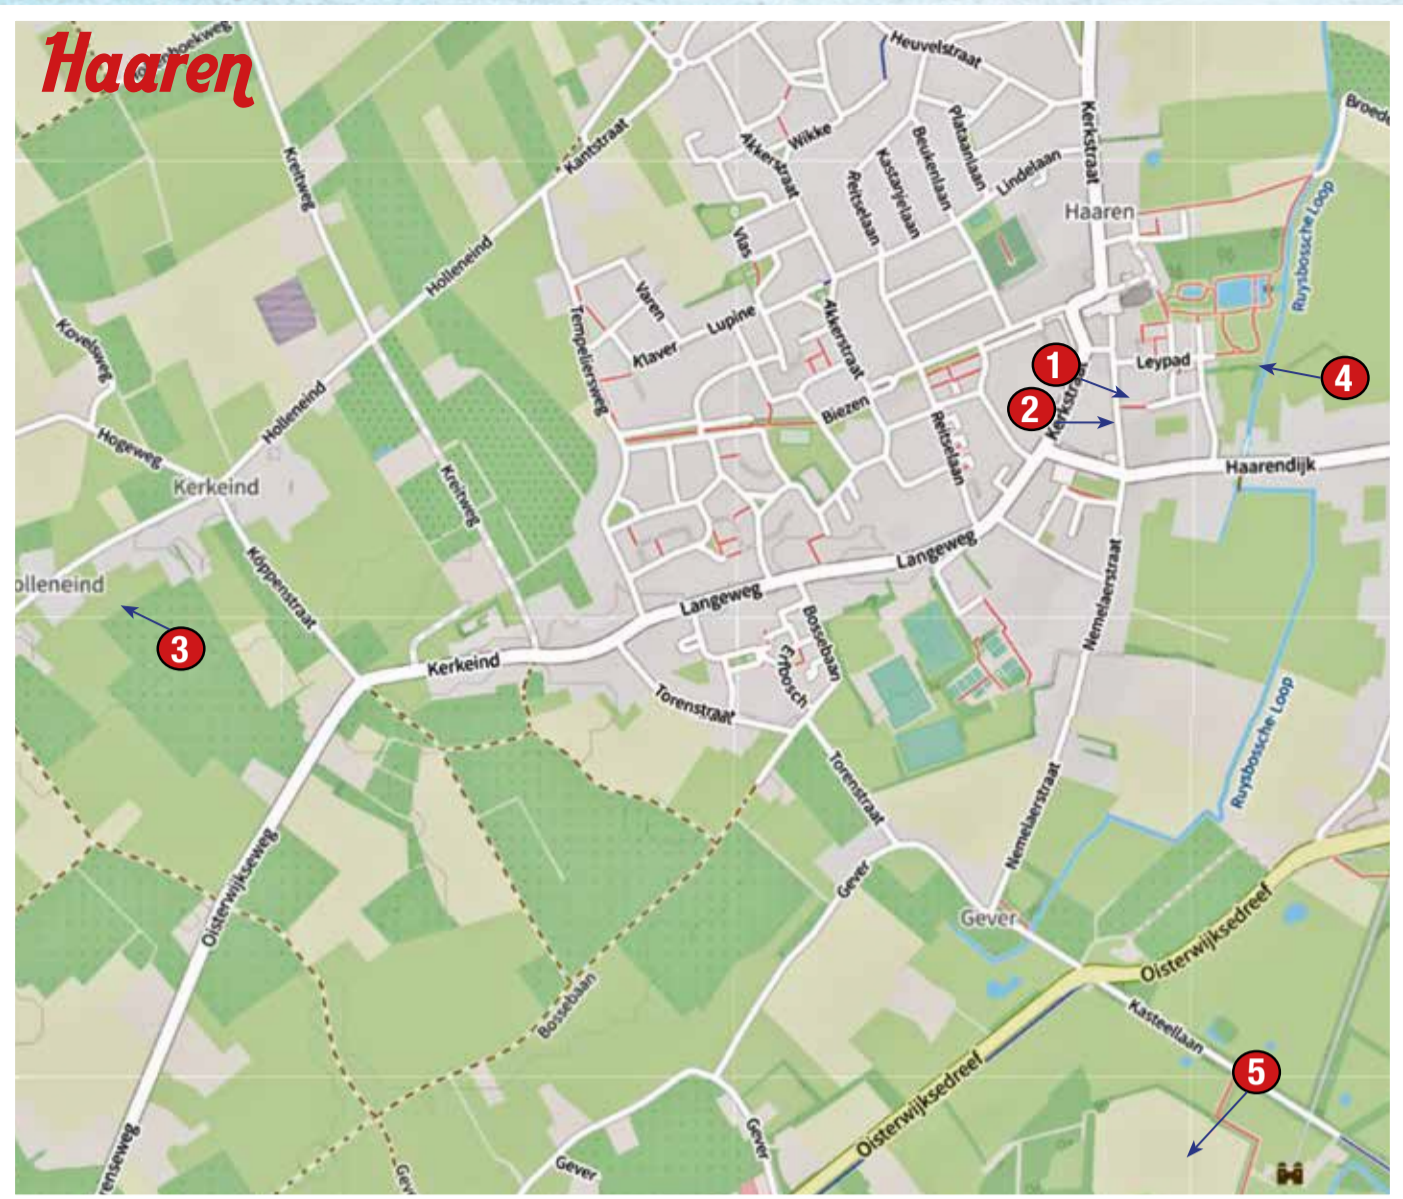 Haaren
Heuvelstraat
Kerkstraat
Kreitweg
Kantstraat
Akkerstraat
Wikke
Plataanlaan
Beukenlaan
Kastanjelaan
Reitselaan
Lindelaan
Haaren
Ruysbossche Loop
Vlas
Holleneind
Varen
Tempeliersweg
Lupine
Klaver
Akkerstraat
Kovelsweg
Leypad
1
4
2
Kerkstraat
Holleneind
Biezen
Reitselaan
Hogeweg
Kerkeind
Kreitweg
Haarendijk
Langeweg
Koppenstraat
Langeweg
Nemelaerstraat
3
Bossebaan
Erfbosch
Kerkeind
Torenstraat
Ruysbossche Loop
Torenstraat
Nemelaerstraat
Oisterwijkseweg
Gever
Gever
Oisterwijksedreef
Bossebaan
Kasteellaan
Oisterwijksedreef
5
Gever
Gever